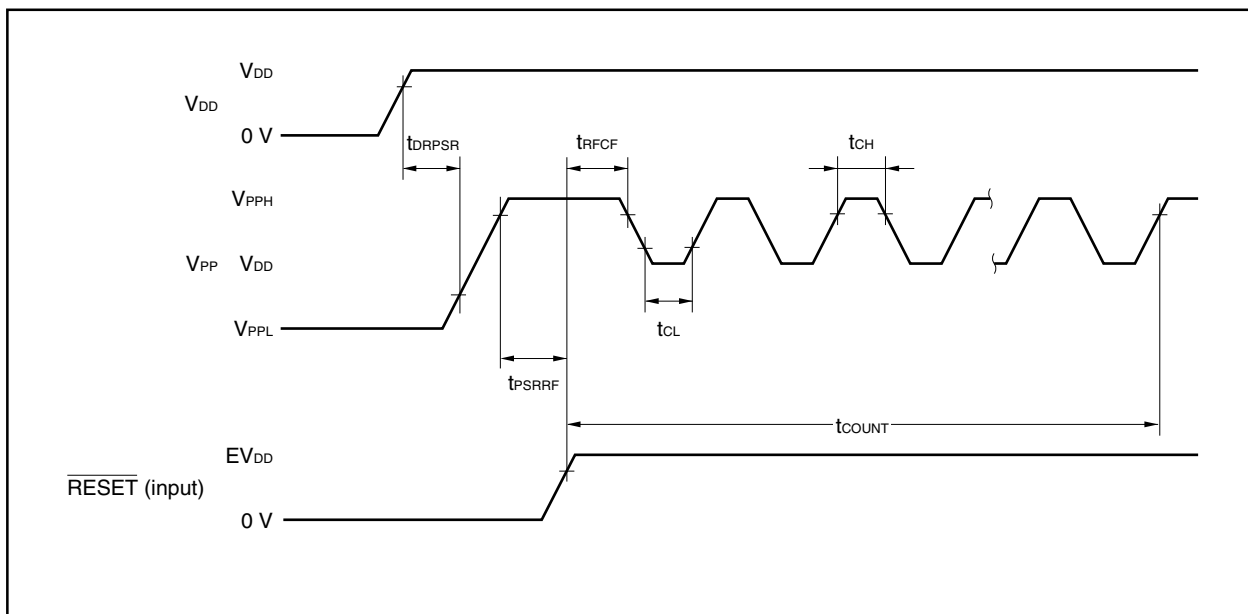 VDD
VDD
0 V
tDRPSR
tRFCF
tCH
VPPH
VPP VDD
VPPL
tCL
tPSRRF
tCOUNT
EVDD
RESET (input)
0 V